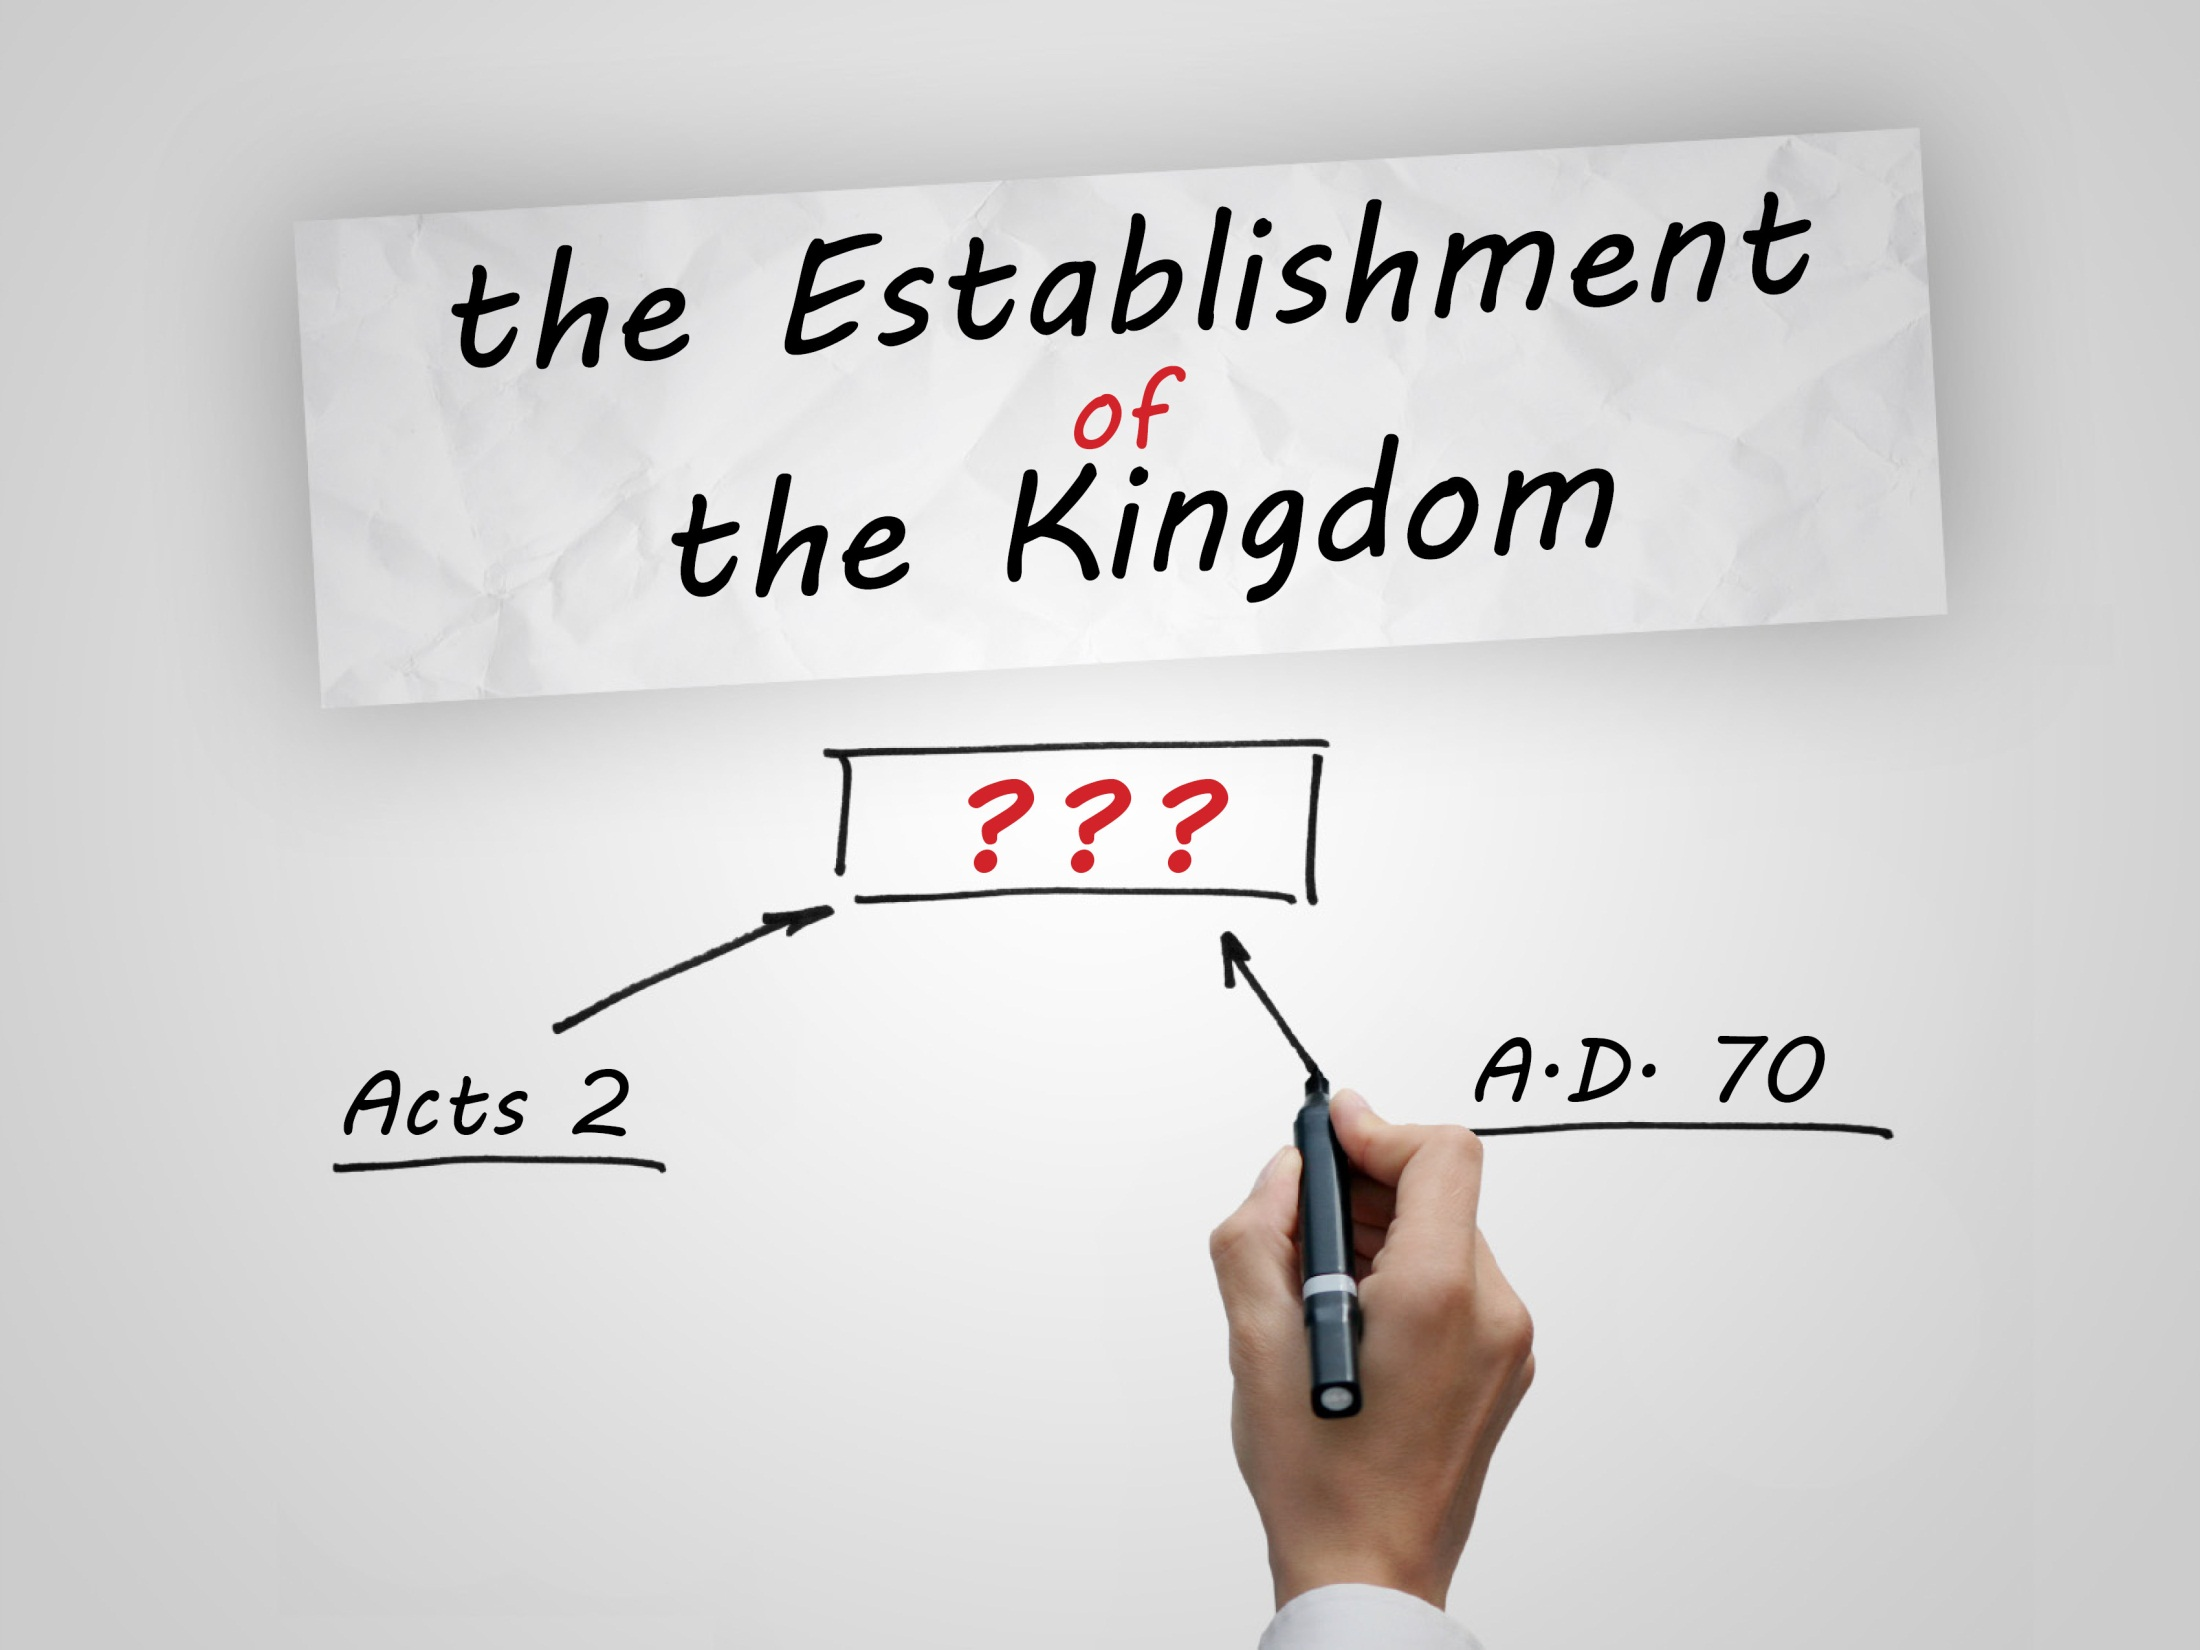 the Establishment
of
the Kingdom
???
Acts 2
A.D. 70